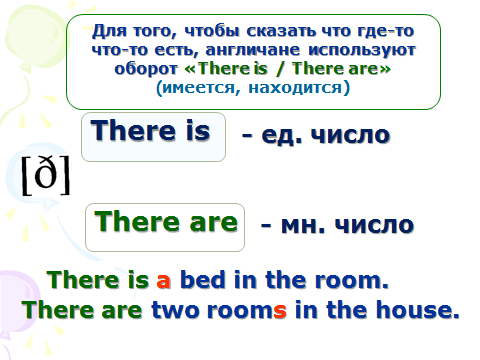 Для того, чтобы сказать что где-то
что-то есть, англичане используют
оборот «There is / There are»
(имеется, находится)
There is – ед. число
[ð]
There are – мн. число
There is a bed in the room.
There are two rooms in the house.